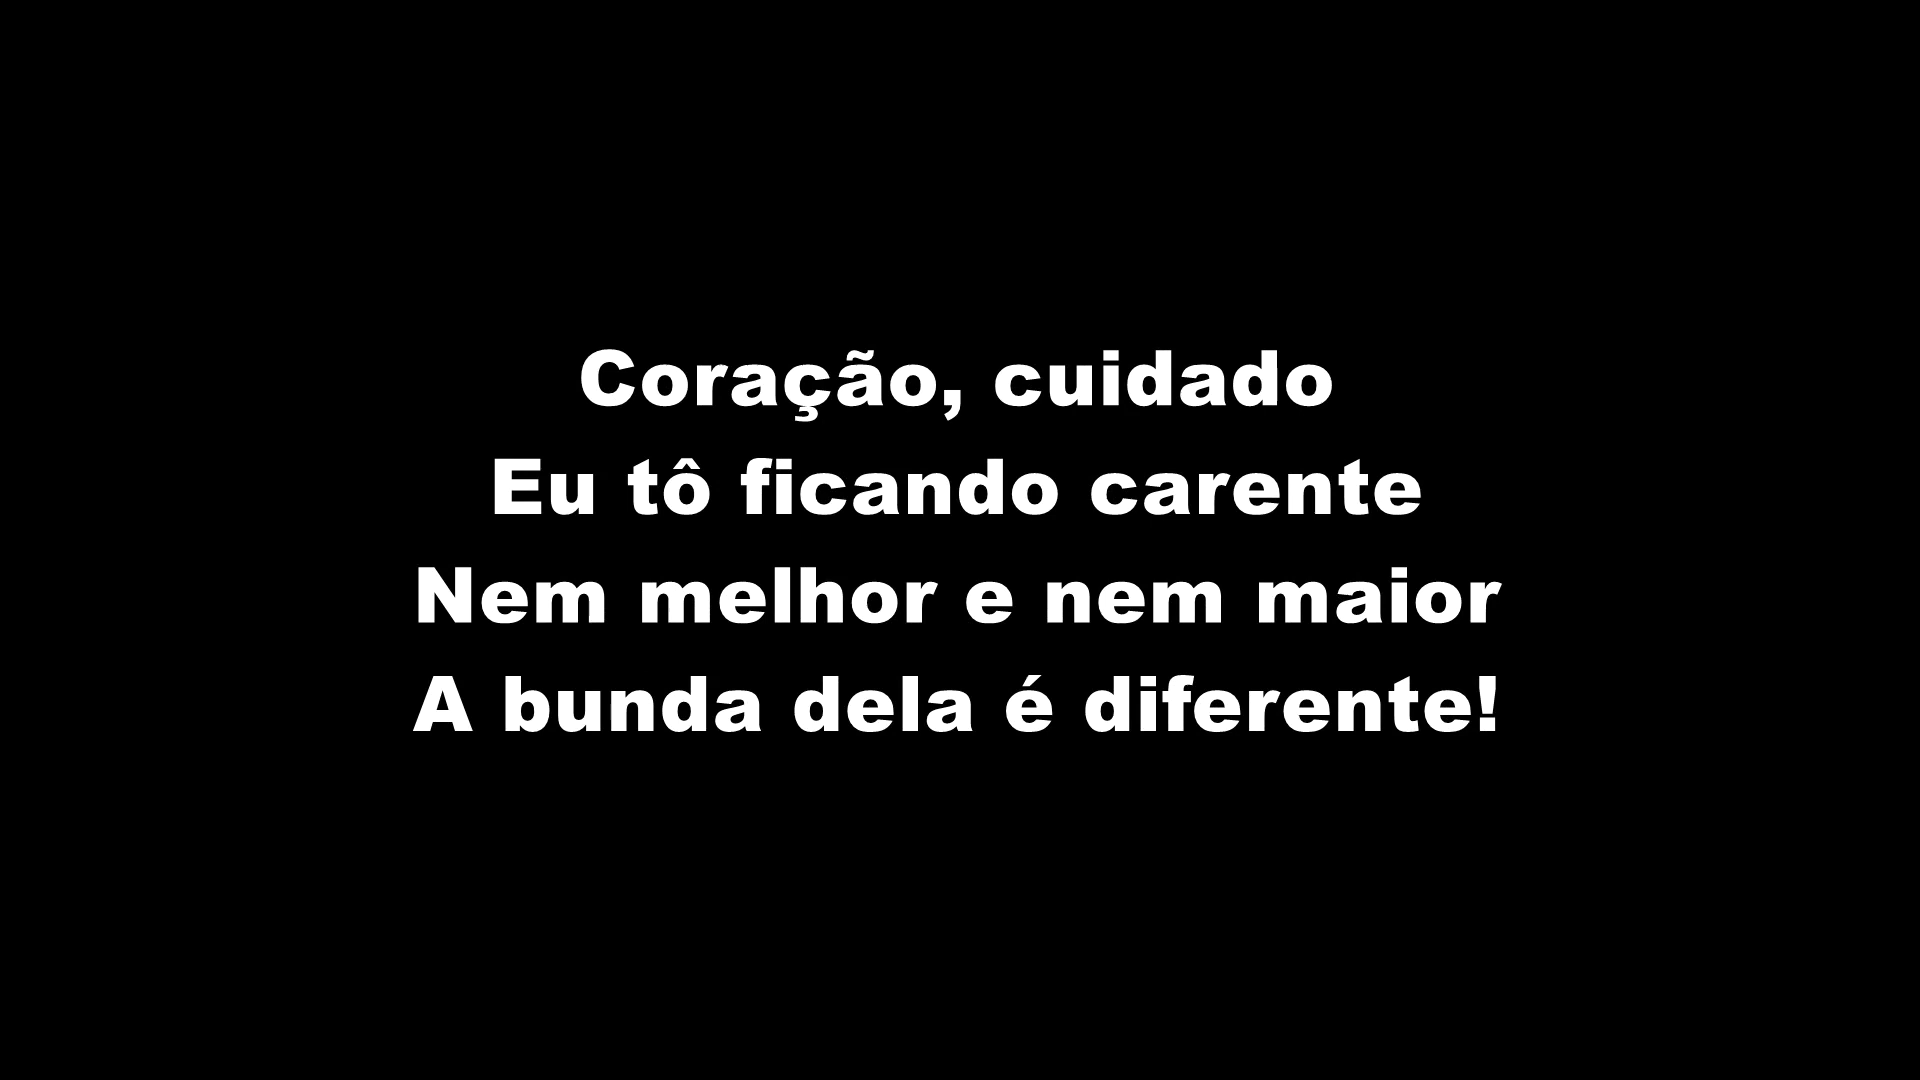 Coração, cuidado
Eu tô ficando carente
Nem melhor e nem maior
A bunda dela é diferente!